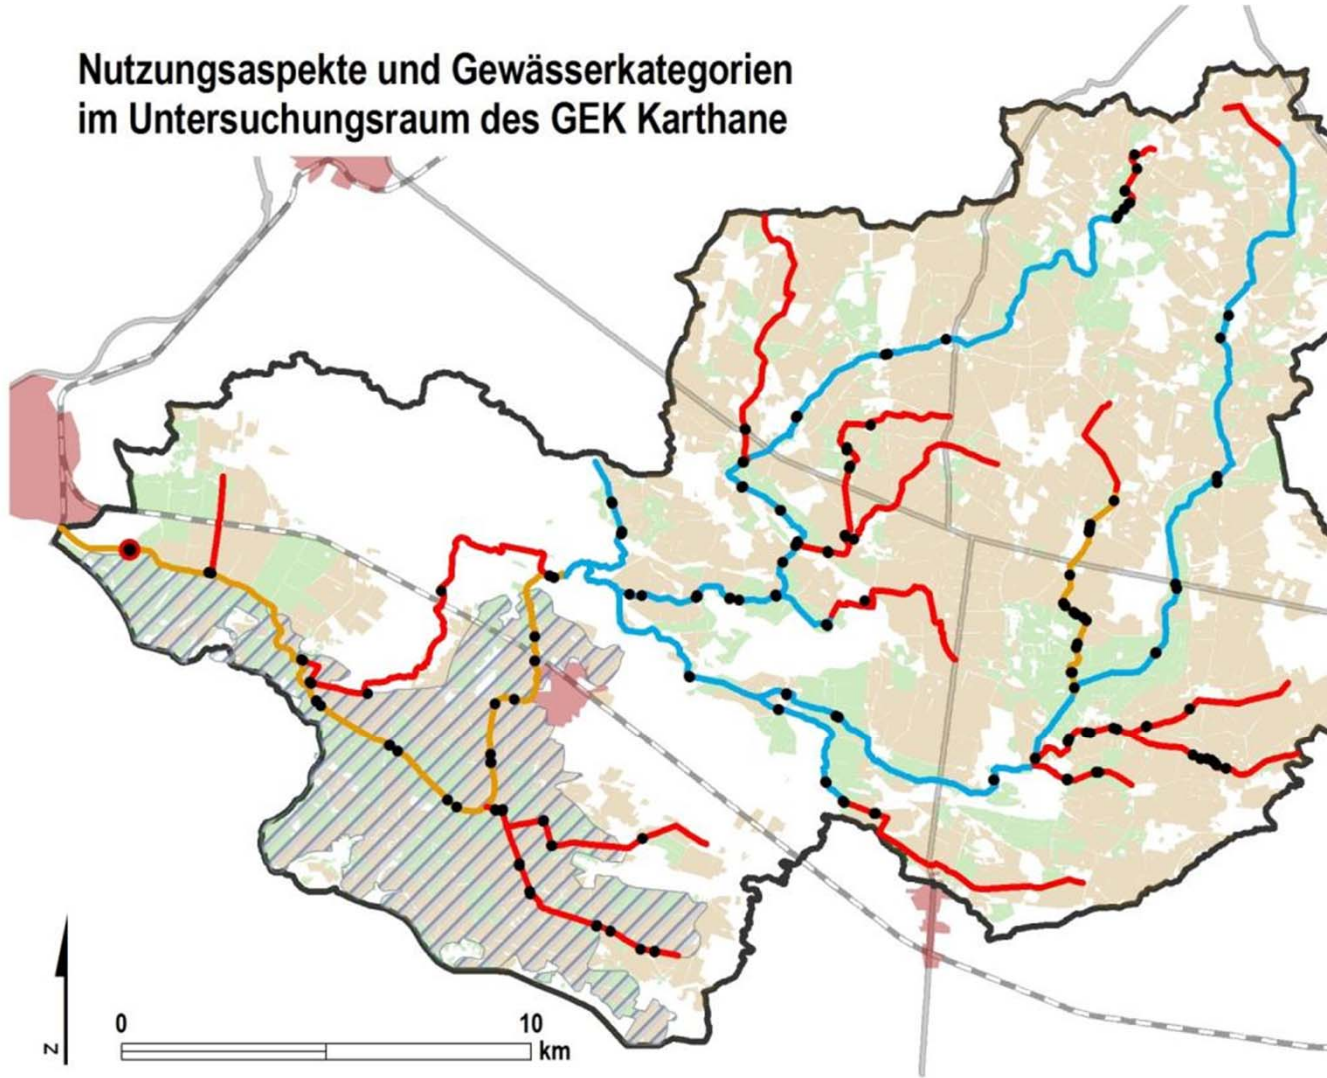 Nutzungsaspekte und Gewässerkategorien
im Untersuchungsraum des GEK Karthane
0 10
km
N